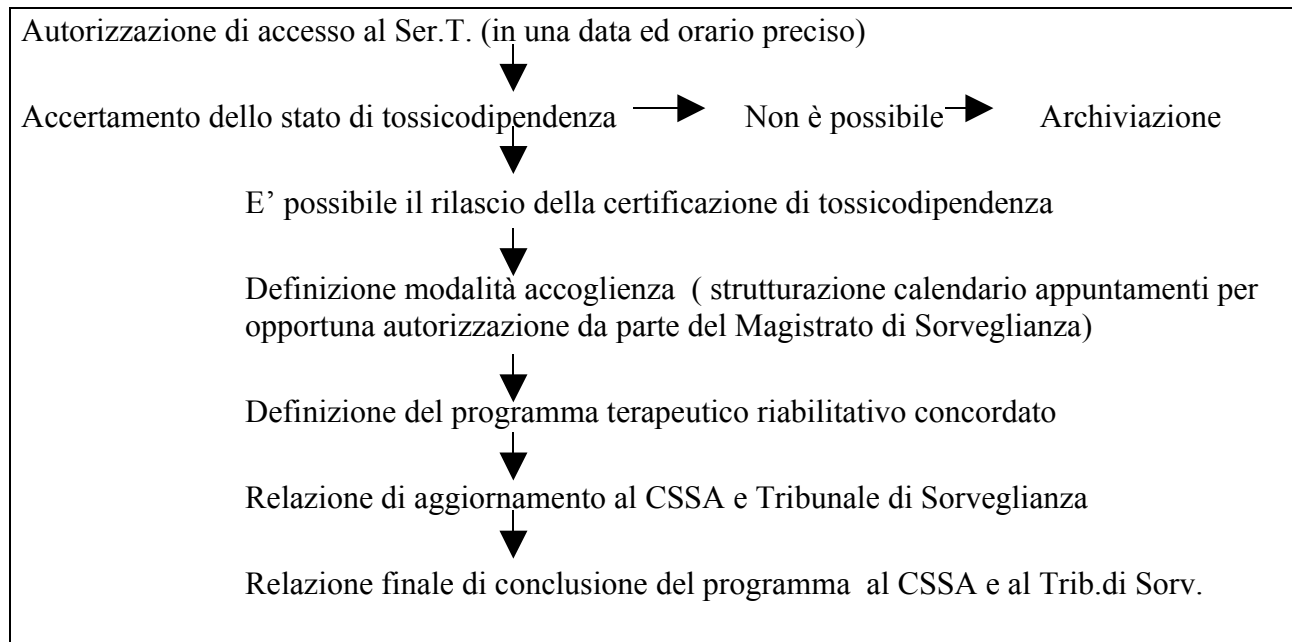 Autorizzazione di accesso al Ser.T. (in una data ed orario preciso)
Accertamento dello stato di tossicodipendenza Non è possibile Archiviazione
E’ possibile il rilascio della certificazione di tossicodipendenza
Definizione modalità accoglienza ( strutturazione calendario appuntamenti per
opportuna autorizzazione da parte del Magistrato di Sorveglianza)
Definizione del programma terapeutico riabilitativo concordato
Relazione di aggiornamento al CSSA e Tribunale di Sorveglianza
Relazione finale di conclusione del programma al CSSA e al Trib.di Sorv.